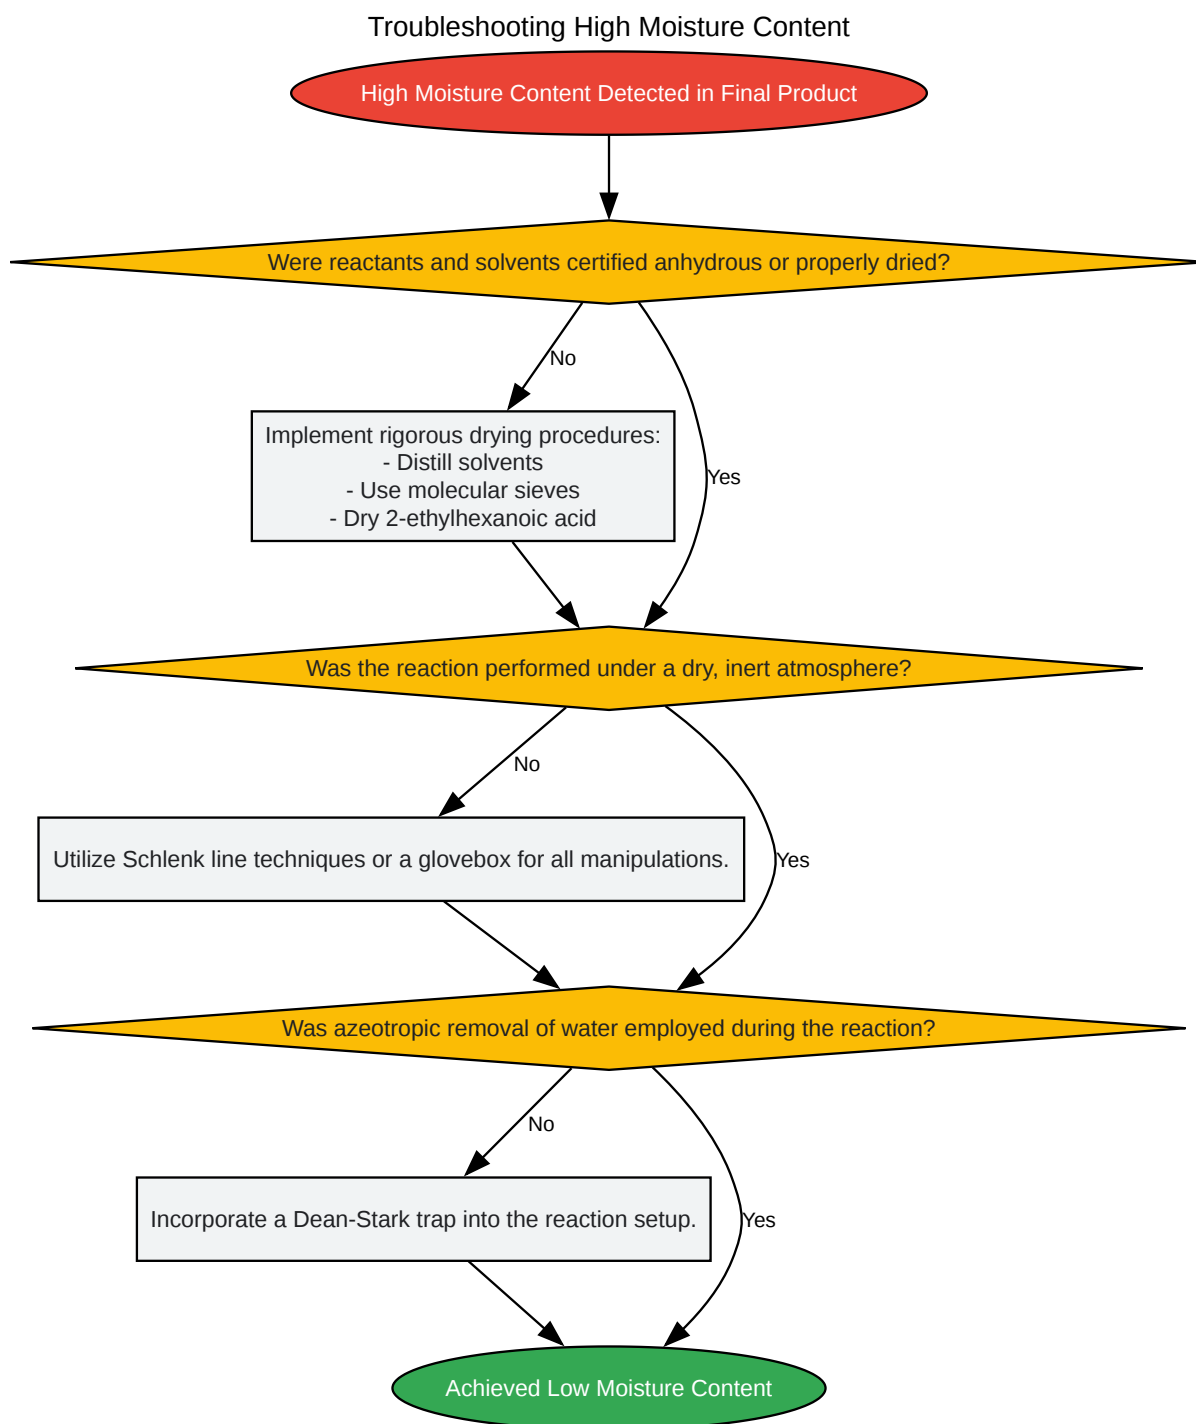 Troubleshooting High Moisture Content
High Moisture Content Detected in Final Product
Were reactants and solvents certified anhydrous or properly dried?
No
Implement rigorous drying procedures:
- Distill solvents
- Use molecular sieves
- Dry 2-ethylhexanoic acid
Yes
Was the reaction performed under a dry, inert atmosphere?
No
Utilize Schlenk line techniques or a glovebox for all manipulations.
Yes
Was azeotropic removal of water employed during the reaction?
No
Incorporate a Dean-Stark trap into the reaction setup.
Yes
Achieved Low Moisture Content